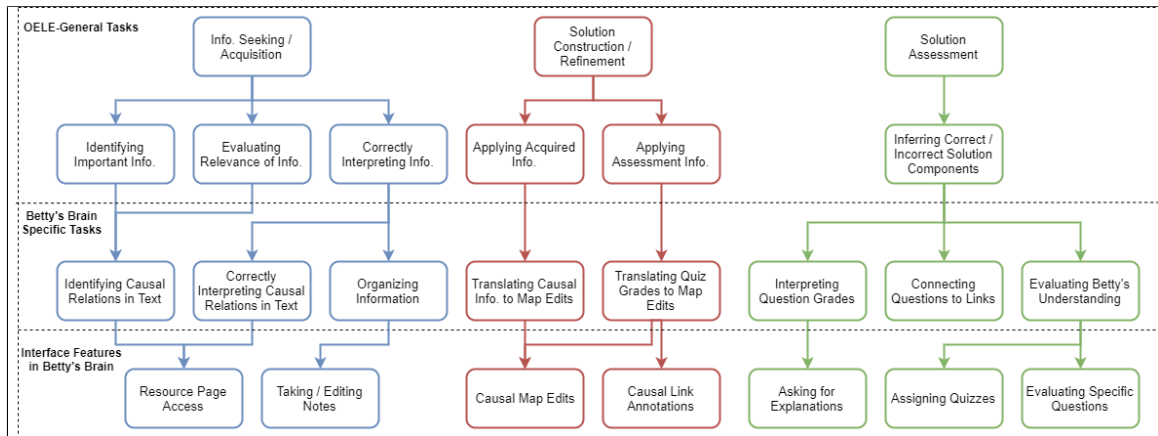 OELE-General Tasks
Info. Seeking /
Acquisition
Solution
Construction /
Refinement
Solution
Assessment
Identifying
Important Info.
Evaluating
Relevance of Info.
Correctly
Interpreting Info.
Applying Acquired
Info.
Applying
Assessment Info.
Inferring Correct /
Incorrect Solution
Components
Betty's Brain
Specific Tasks
Identifying Causal
Relations in Text
Correctly
Interpreting Causal
Relations in Text
Organizing
Information
Translating Causal
Info. to Map Edits
Translating Quiz
Grades to Map
Edits
Interpreting
Question Grades
Connecting
Questions to Links
Evaluating Betty's
Understanding
Interface Features
in Betty's Brain
Resource Page
Access
Taking / Editing
Notes
Causal Map Edits
Causal Link
Annotations
Asking for
Explanations
Assigning Quizzes
Evaluating Specific
Questions